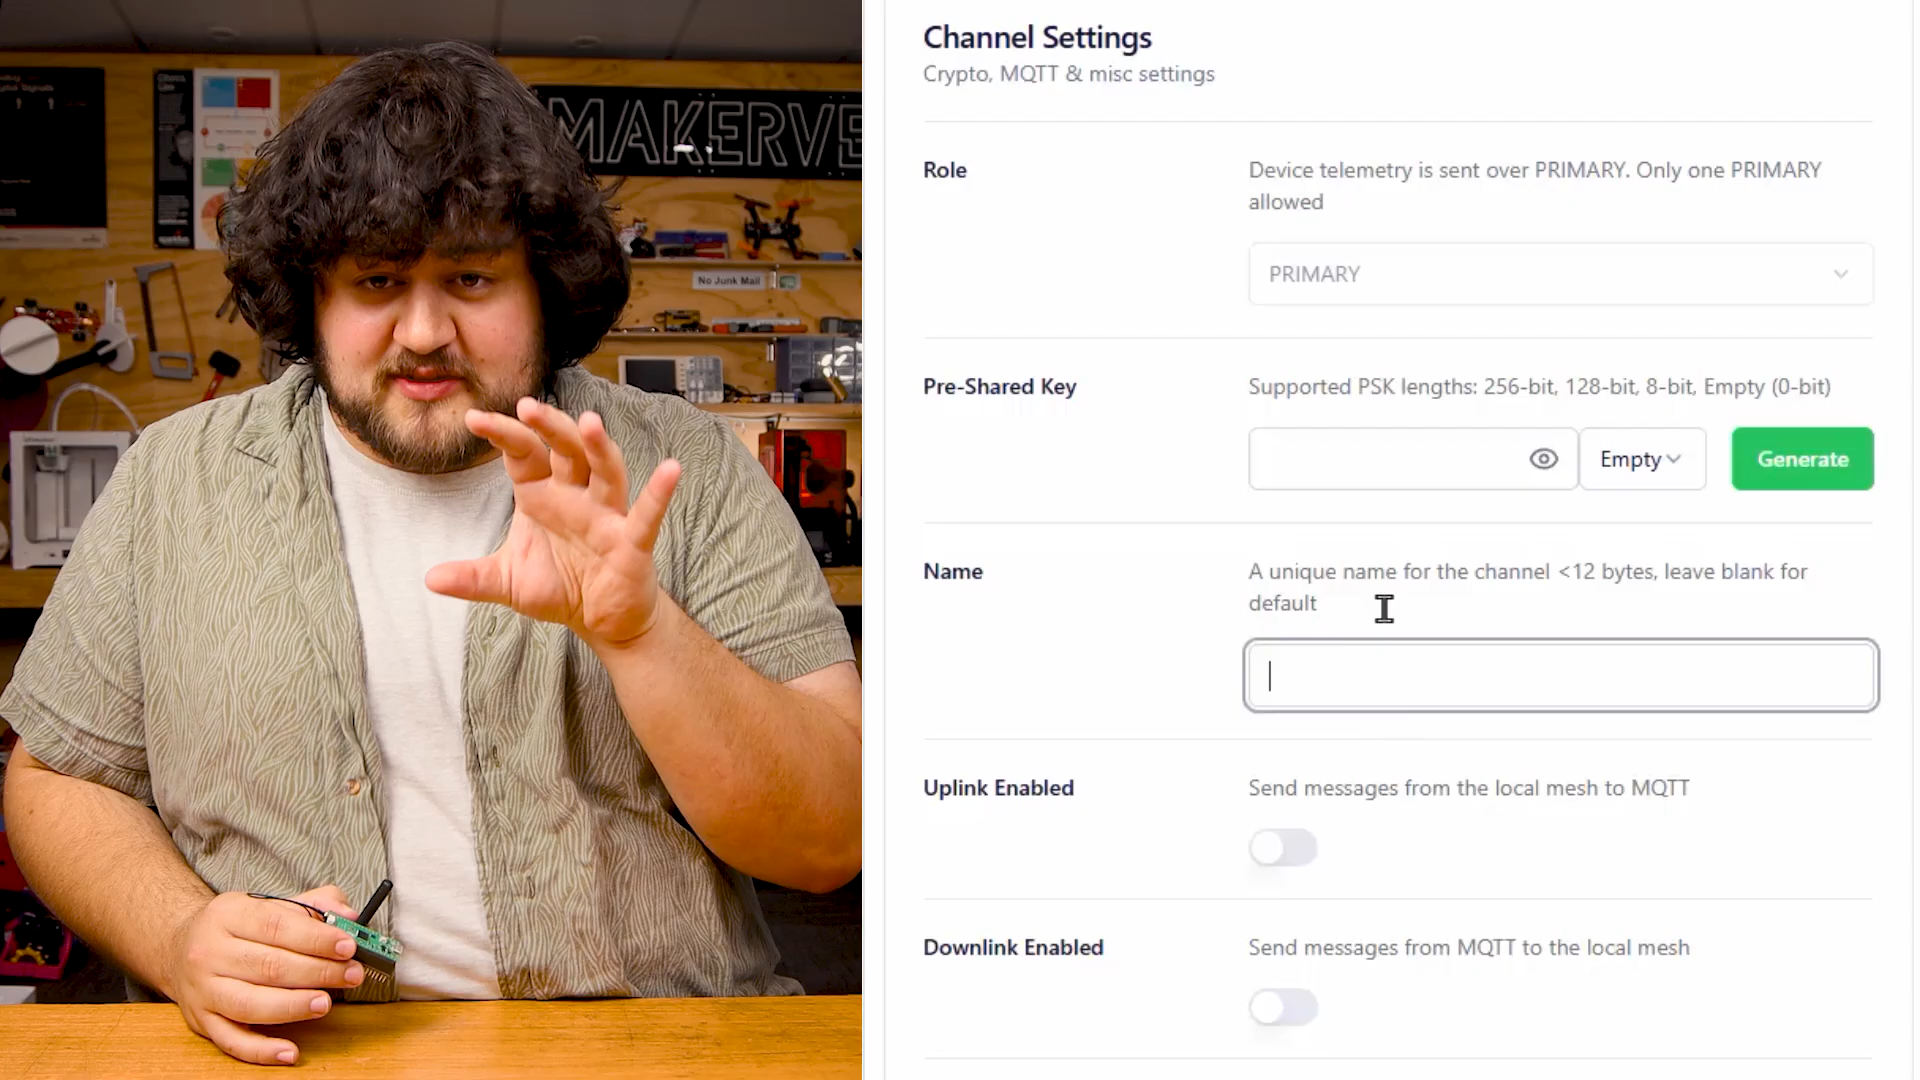 MAKERVE
No Junk Mail
Channel Settings
Crypto, MQTT & misc settings
Role
Device telemetry is sent over PRIMARY. Only one PRIMARY
allowed
PRIMARY
Pre-Shared Key
Supported PSK lengths: 256-bit, 128-bit, 8-bit, Empty (0-bit)
Empty
Generate
Name
A unique name for the channel <12 bytes, leave blank for
default
Uplink Enabled
Send messages from the local mesh to MQTT
Downlink Enabled
Send messages from MQTT to the local mesh